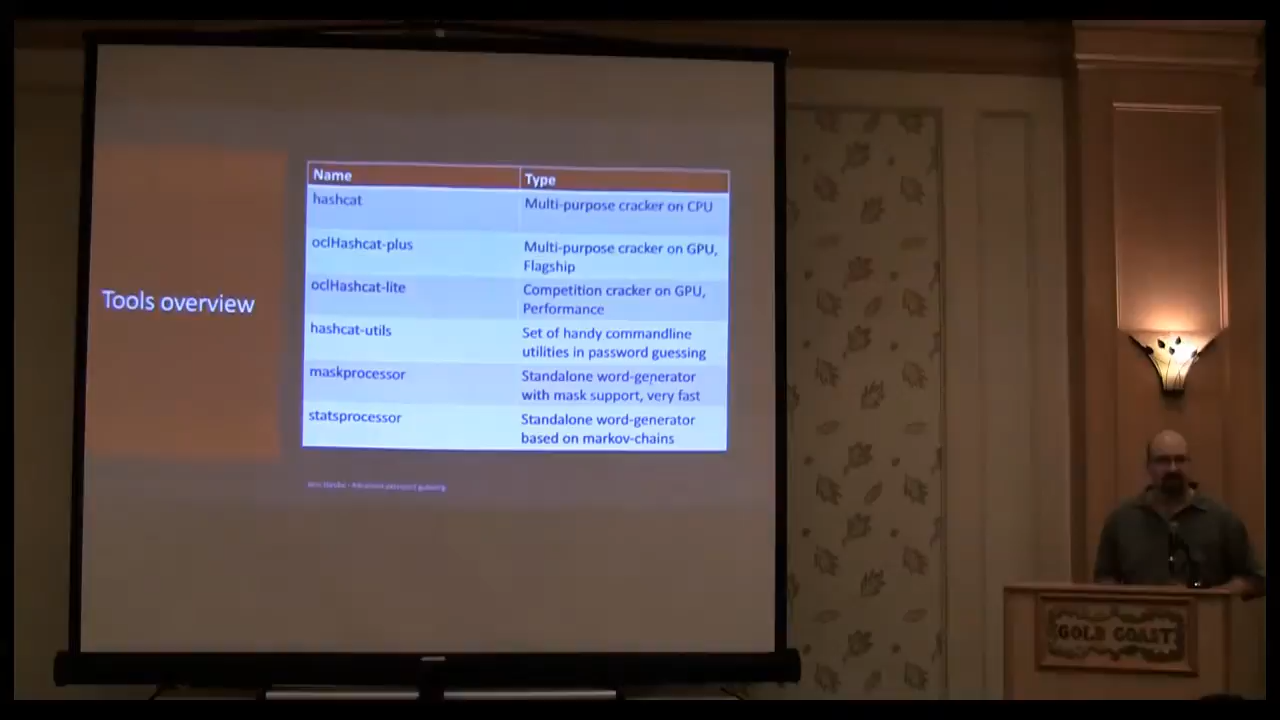 Tools overview
Name Type
hashcat Multi-purpose cracker on CPU
oclHashcat-plus Multi-purpose cracker on GPU,
Flagship
oclHashcat-lite Competition cracker on GPU,
Performance
hashcat-utils Set of handy commandline
utilities in password guessing
maskprocessor Standalone word-generator
with mask support, very fast
statsprocessor Standalone word-generator
based on markov-chains
password guessing
GOLD COAST